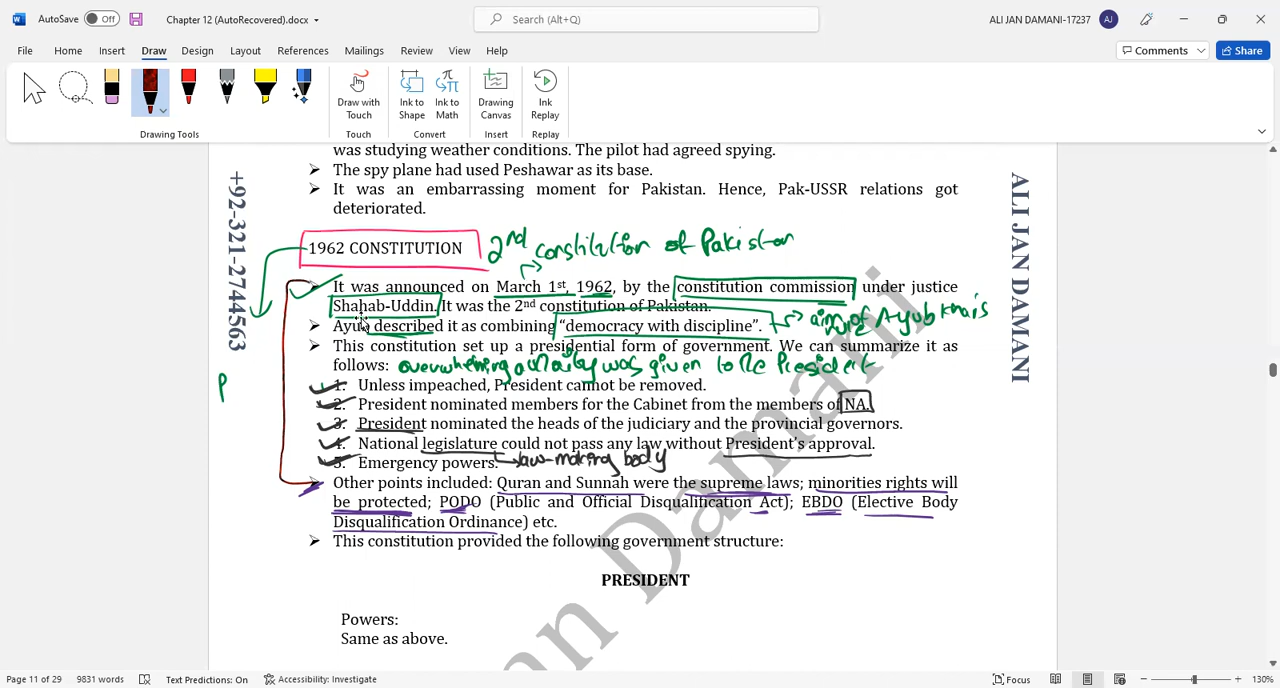 AutoSave Off Chapter 12 (AutoRecovered).docx Search (Alt+Q) ALI JAN DAMANI-17237 AJ
File Home Insert Draw Design Layout References Mailings Review View Help Comments Share
Draw with Touch Ink to Shape Ink to Math Drawing Canvas Ink Replay
Drawing Tools Touch Convert Insert Replay
was studying weather conditions. The pilot had agreed spying.
➢ The spy plane had used Peshawar as its base.
➢ It was an embarrassing moment for Pakistan. Hence, Pak-USSR relations got
deteriorated.
1962 CONSTITUTION 2nd constitution of Pakistan
➢ It was announced on March 1st, 1962, by the constitution commission under justice
Shahab-Uddin. It was the 2nd constitution of Pakistan.
➢ Ayub described it as combining “democracy with discipline”. aim of Ayub Khan's
rule
➢ This constitution set up a presidential form of government. We can summarize it as
follows: overwhelming authority was given to the President
P
1. Unless impeached, President cannot be removed.
2. President nominated members for the Cabinet from the members of NA.
3. President nominated the heads of the judiciary and the provincial governors.
4. National legislature could not pass any law without President’s approval.
5. Emergency powers. law-making body
➢ Other points included: Quran and Sunnah were the supreme laws; minorities rights will
be protected; PODO (Public and Official Disqualification Act); EBDO (Elective Body
Disqualification Ordinance) etc.
➢ This constitution provided the following government structure:
PRESIDENT
Powers:
Same as above.
+92-321-2744563
ALI JAN DAMANI
an Damani
Page 11 of 29 9831 words Text Predictions: On Accessibility: Investigate Focus 130%